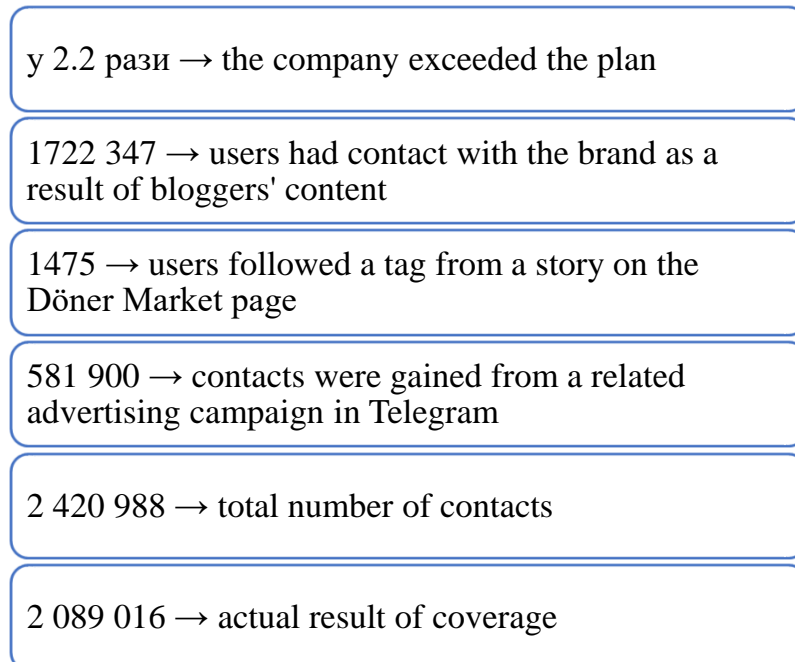 у 2.2 рази → the company exceeded the plan
1722 347 → users had contact with the brand as a
result of bloggers' content
1475 → users followed a tag from a story on the
Döner Market page
581 900 → contacts were gained from a related
advertising campaign in Telegram
2 420 988 → total number of contacts
2 089 016 → actual result of coverage